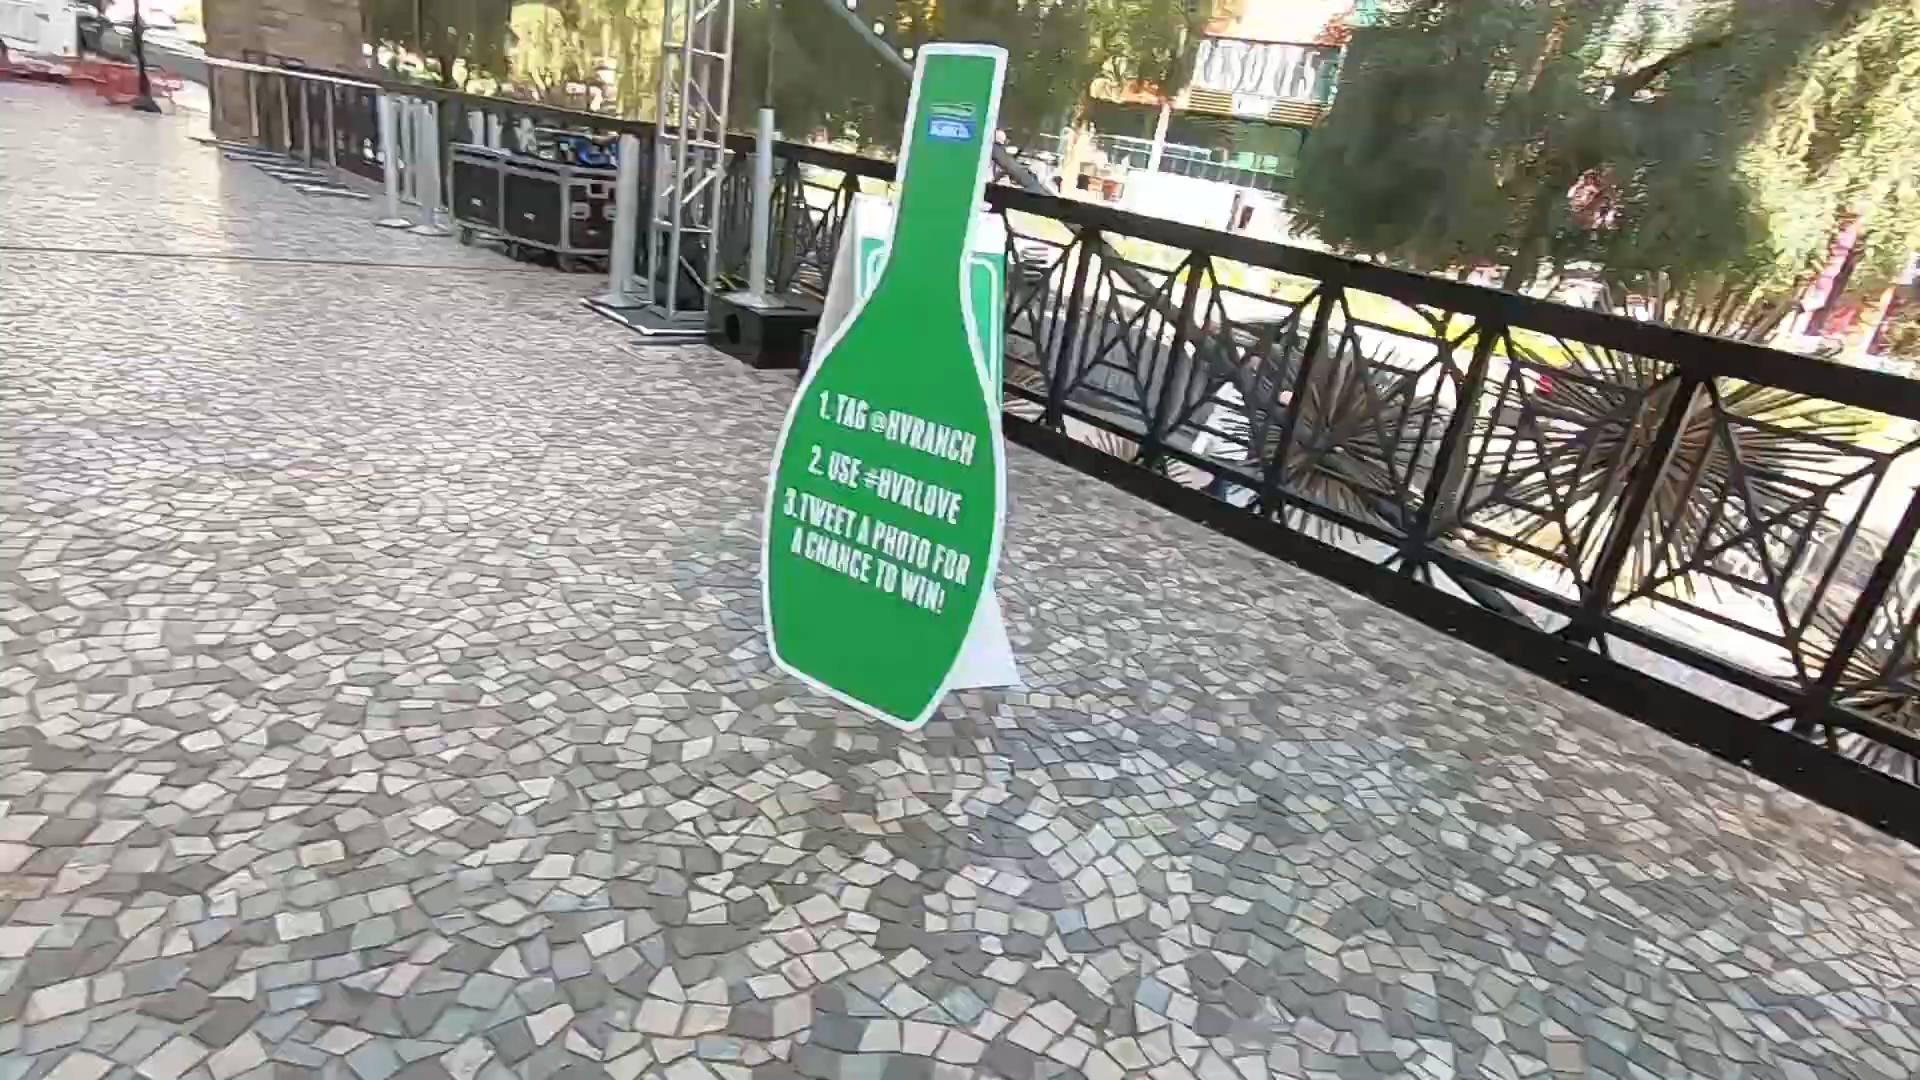 1. TAG @HVRANCH
2. USE #HVRLOVE
3. TWEET A PHOTO FOR
A CHANCE TO WIN!